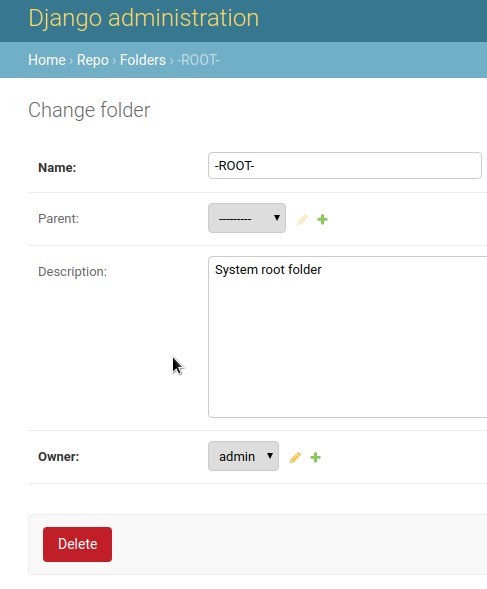 Django administration
Home › Repo › Folders › -ROOT-
Change folder
Name: -ROOT-
Parent: ---------
Description: System root folder
Owner: admin
Delete